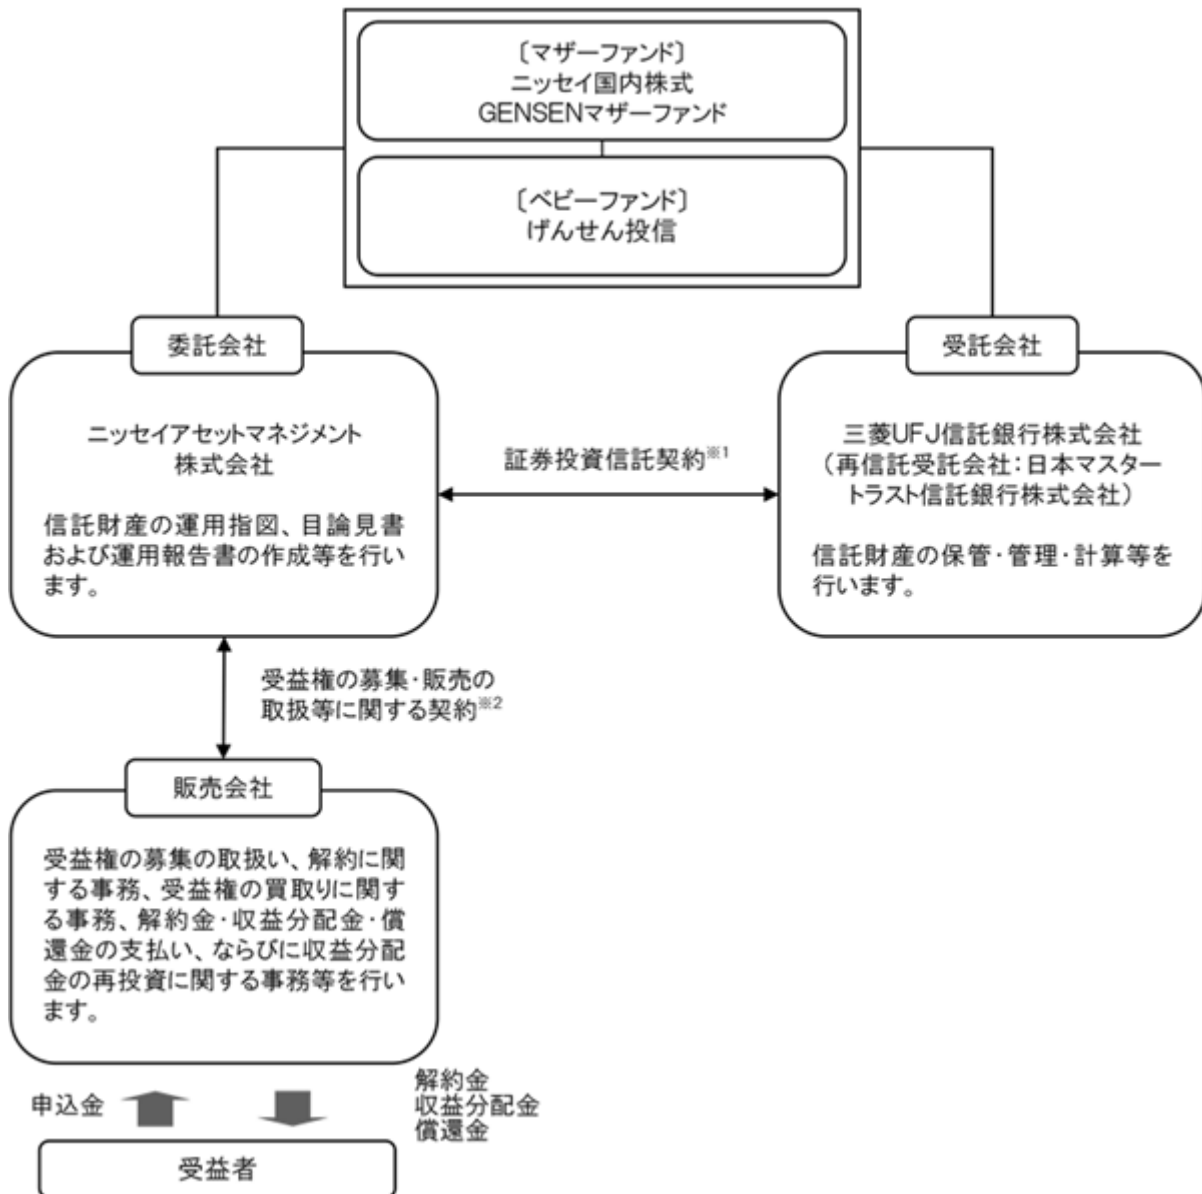 〔マザーファンド〕
ニッセイ国内株式
GENSENマザーファンド
〔ベビーファンド〕
げんせん投信
委託会社
ニッセイアセットマネジメント
株式会社
信託財産の運用指図、目論見書
および運用報告書の作成等を行い
ます。
証券投資信託契約※1
受託会社
三菱UFJ信託銀行株式会社
（再信託受託会社：日本マスター
トラスト信託銀行株式会社）
信託財産の保管・管理・計算等を
行います。
受益権の募集・販売の
取扱等に関する契約※2
販売会社
受益権の募集の取扱い、解約に関
する事務、受益権の買取りに関す
る事務、解約金・収益分配金・償
還金の支払い、ならびに収益分配
金の再投資に関する事務等を行い
ます。
申込金
解約金
収益分配金
償還金
受益者